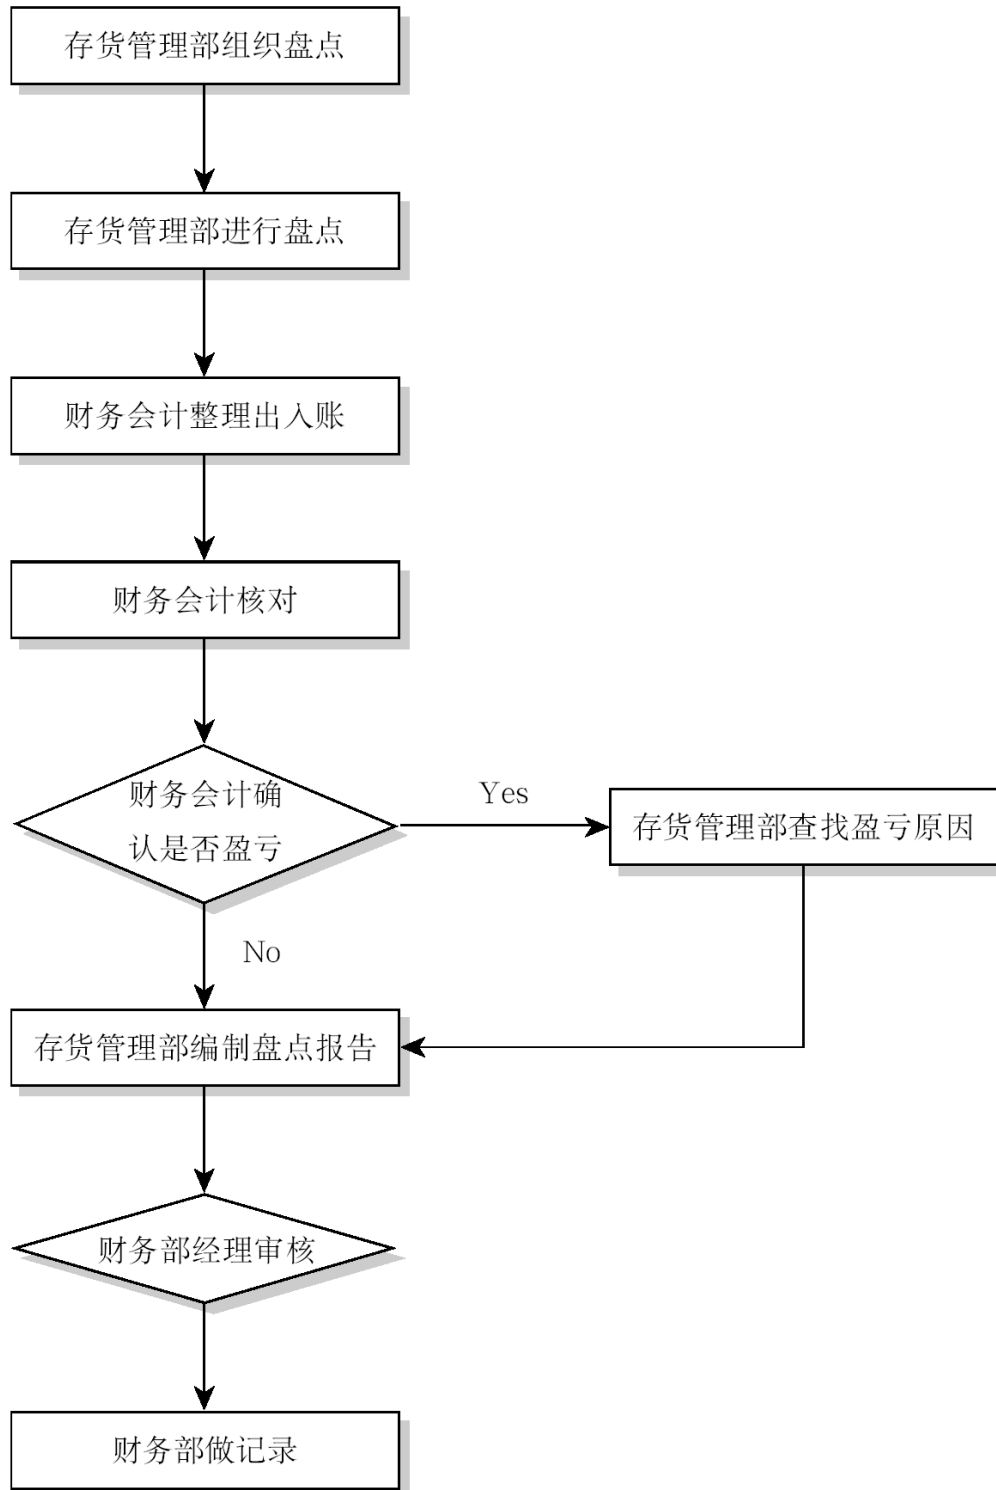 存货管理部组织盘点
存货管理部进行盘点
财务会计整理出入账
财务会计核对
财务会计确
认是否盈亏
Yes
存货管理部查找盈亏原因
No
存货管理部编制盘点报告
财务部经理审核
财务部做记录